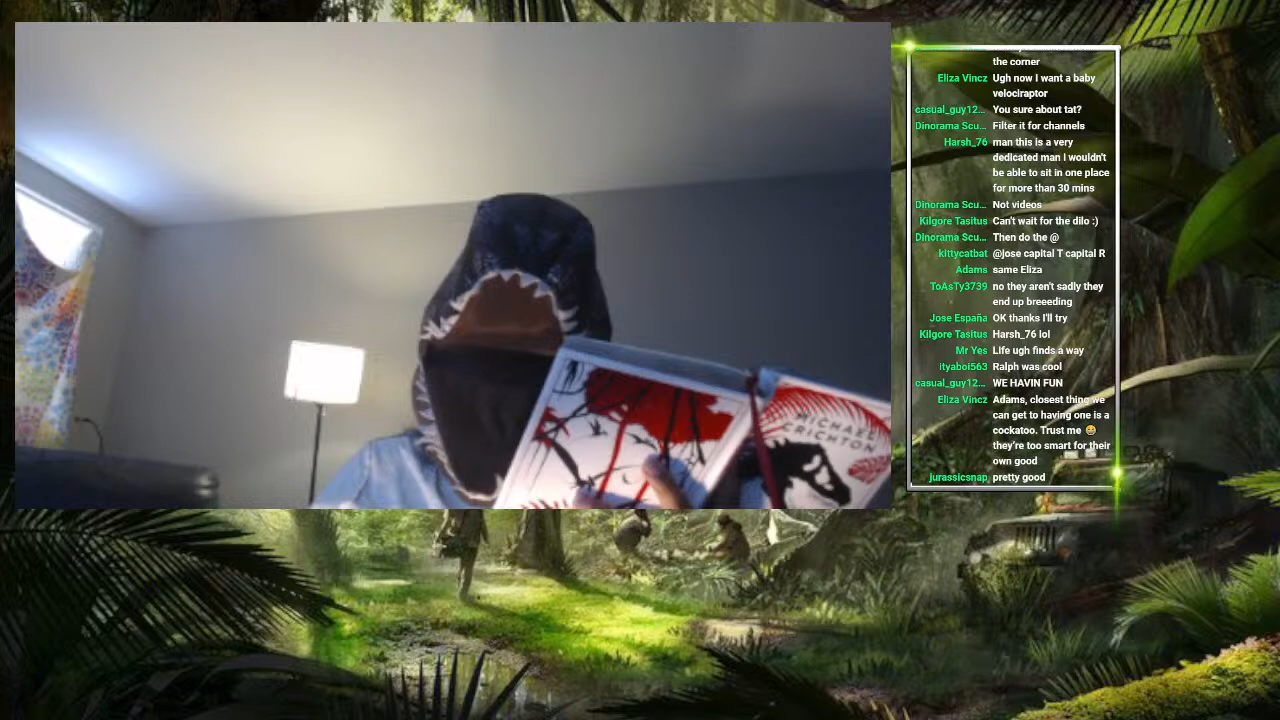 the corner
Eliza Vincz Ugh now I want a baby
velociraptor
casual_guy12... You sure about tat?
Dinorama Scu... Filter it for channels
Harsh_76 man this is a very
dedicated man I wouldn't
be able to sit in one place
for more than 30 mins
Dinorama Scu... Not videos
Kilgore Tasitus Can't wait for the dilo :)
Dinorama Scu... Then do the @
kittycatbat @jose capital T capital R
Adams same Eliza
ToAsTy3739 no they aren't sadly they
end up breeeding
Jose España OK thanks I'll try
Kilgore Tasitus Harsh_76 lol
Mr Yes Life ugh finds a way
ityaboi563 Ralph was cool
casual_guy12... WE HAVIN FUN
Eliza Vincz Adams, closest thing we
can get to having one is a
cockatoo. Trust me 😄
they're too smart for their
own good
jurassicsnap pretty good
MICHAEL
CRICHTON